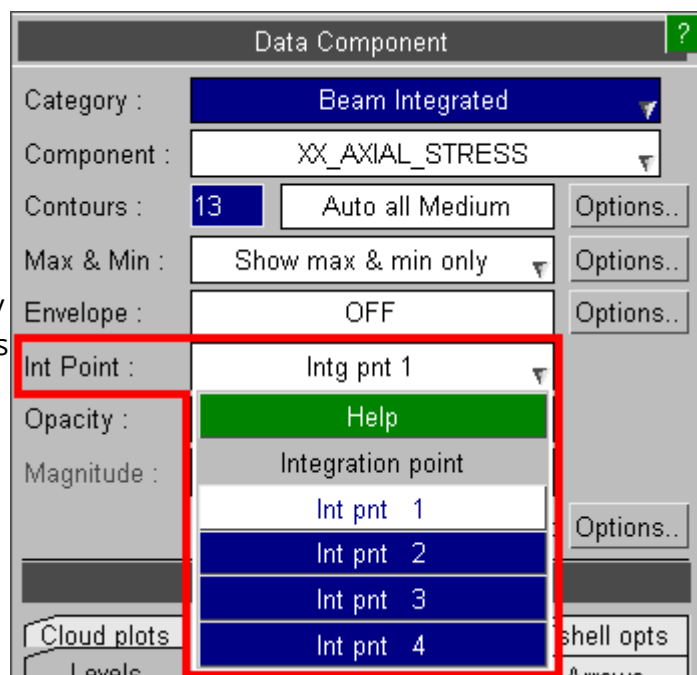 Data Component ?
Category : Beam Integrated
Component : XX_AXIAL_STRESS
Contours : 13 Auto all Medium Options..
Max & Min : Show max & min only Options..
Envelope : OFF Options..
Int Point : Intg pnt 1
Opacity : Help
Magnitude : Integration point
Int pnt 1
Options..
Int pnt 2
Int pnt 3
Cloud plots Int pnt 4 shell opts
Levels